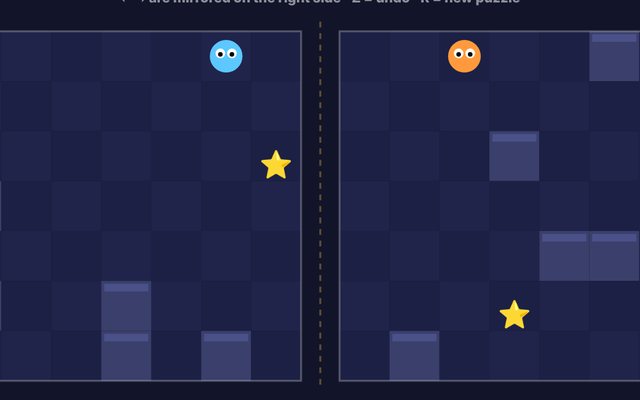 are mirrored on the right side · Z = undo · R = new puzzle